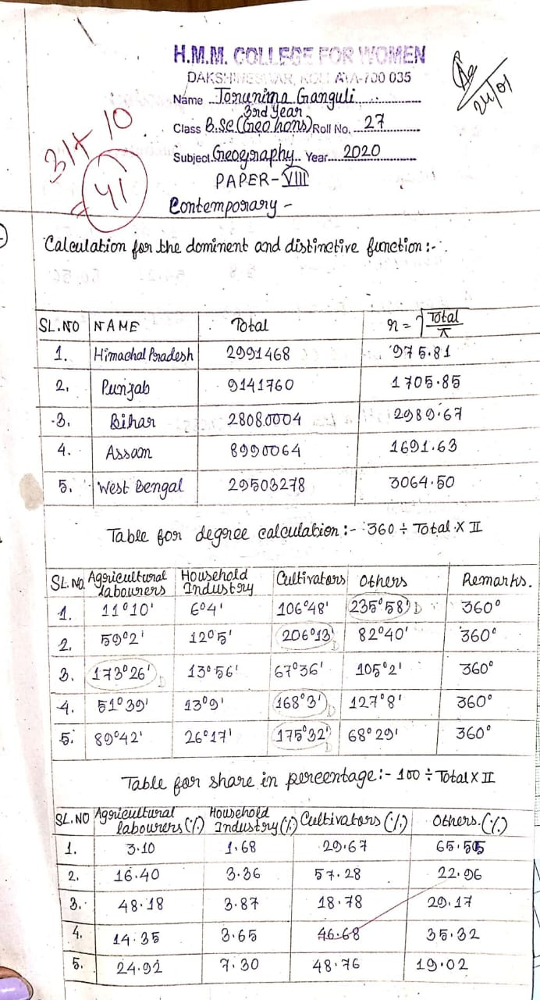 H.M.M. COLLEGE FOR WOMEN
DAKSHINESWAR, KOLKATA-700 035
Name Torunima Ganguli
3rd Year
Class B.Sc (Geo hons) Roll No. 27
24/01
31+10
= 41
Subject Geography Year 2020
PAPER-VIII
Contemporary -
Calculation for the dominent and distinctive function :-
SL.NO NAME Total r = √Total/π
1. Himachal Pradesh 2991468 975.81
2. Punjab 9141760 1705.85
3. Bihar 28080004 2989.67
4. Assam 8990064 1691.63
5. West Bengal 29503278 3064.50
Table for degree calculation :- 360 ÷ Total X II
SL.No. Agricultural labourers Household Industry Cultivators Others Remarks.
1. 11°10' 6°4' 106°48' 235°58' D 360°
2. 59°2' 12°5' 206°13' 82°40' 360°
3. 173°26' D 13°56' 67°36' 105°2' 360°
4. 51°39' 13°9' 168°3' D 127°8' 360°
5. 89°42' 26°17' 175°32' D 68°29' 360°
Table for share in percentage :- 100 ÷ Total X II
SL.NO Agricultural labourers (%) Household Industry (%) Cultivators (%) Others. (%)
1. 3.10 1.68 29.67 65.55
2. 16.40 3.36 57.28 22.96
3. 48.18 3.87 18.78 29.17
4. 14.35 3.65 46.68 35.32
5. 24.92 7.30 48.76 19.02